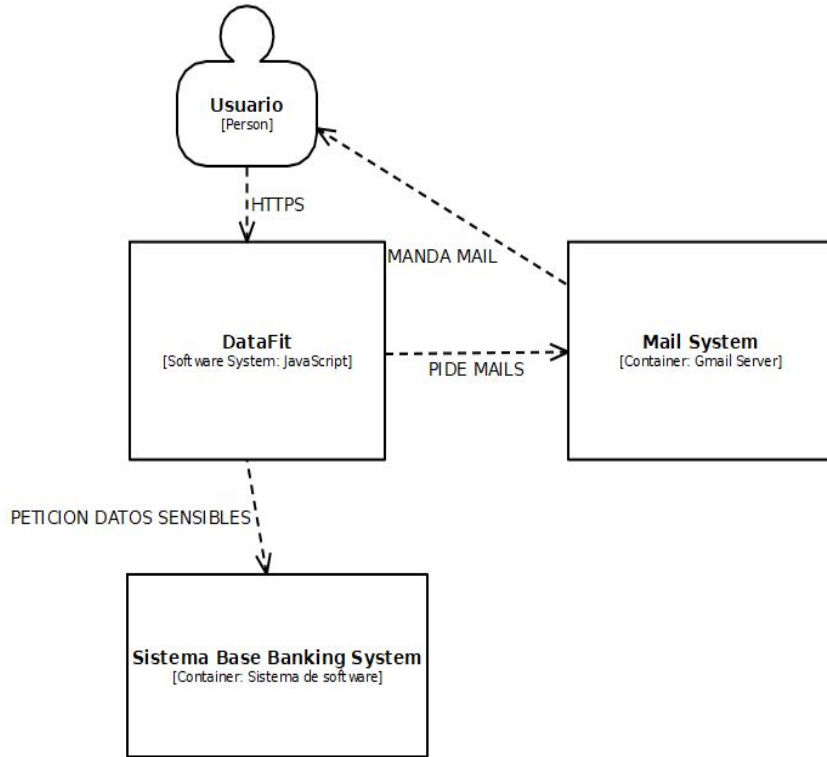 Usuario
[Person]
HTTPS
MANDA MAIL
DataFit
[Software System: JavaScript]
Mail System
[Container: Gmail Server]
PIDE MAILS
PETICION DATOS SENSIBLES
Sistema Base Banking System
[Container: Sistema de software]